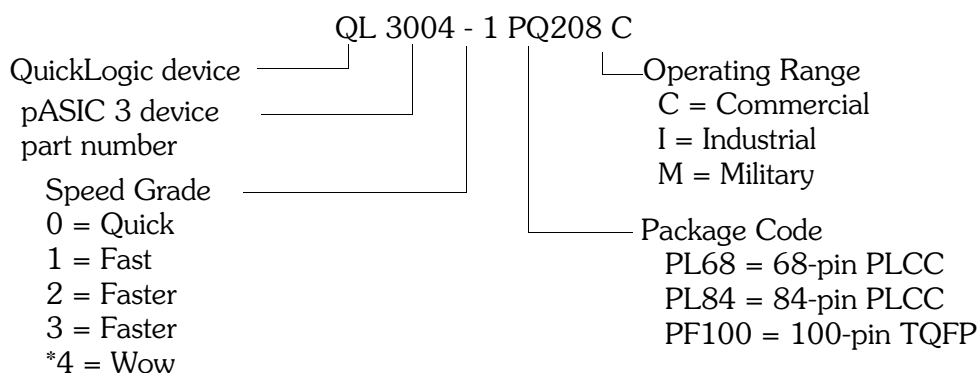 QL 3004 - 1 PQ208 C
QuickLogic device
pASIC 3 device
part number
Speed Grade
0 = Quick
1 = Fast
2 = Faster
3 = Faster
*4 = Wow
Operating Range
C = Commercial
I = Industrial
M = Military
Package Code
PL68 = 68-pin PLCC
PL84 = 84-pin PLCC
PF100 = 100-pin TQFP